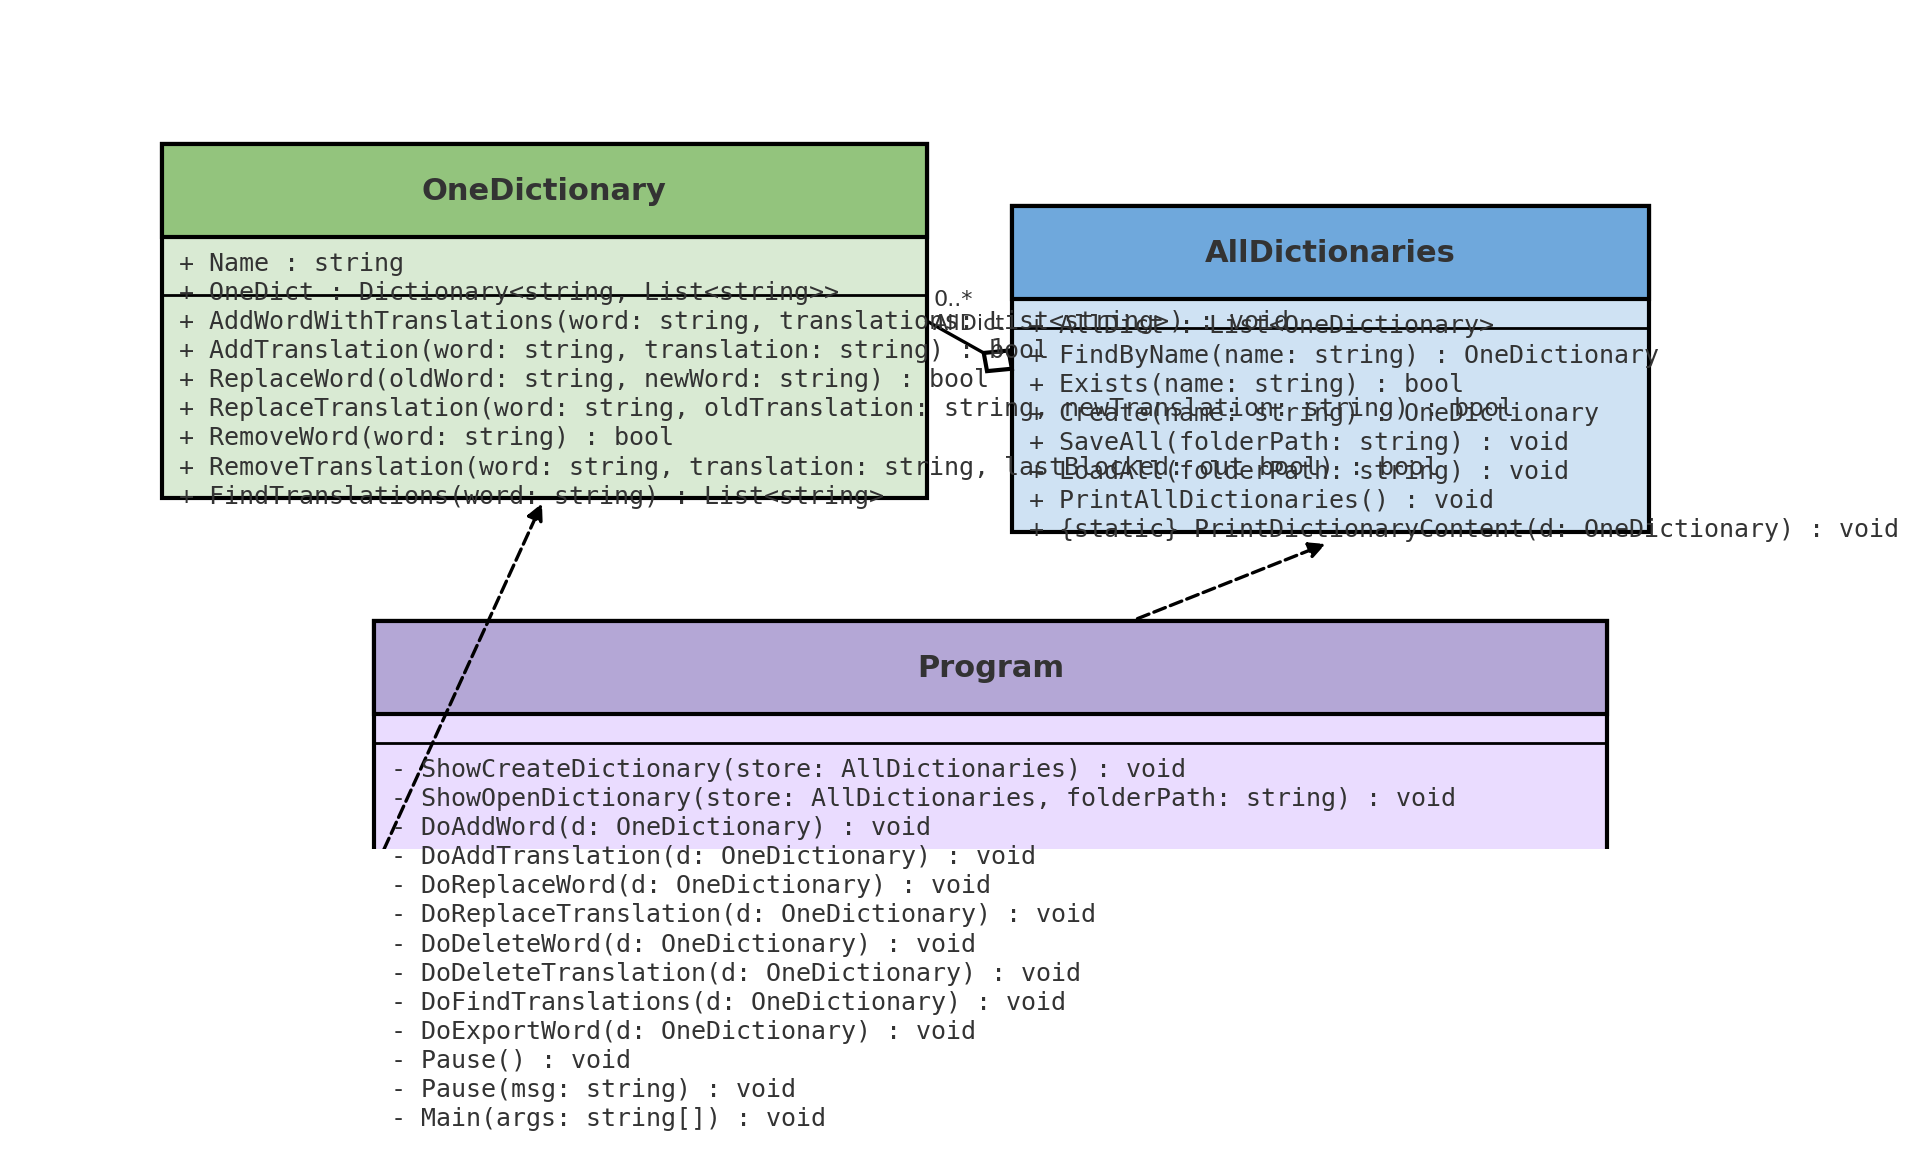 OneDictionary
+ Name : string
+ OneDict : Dictionary<string, List<string>>
+ AddWordWithTranslations(word: string, translations: List<string>) : void
+ AddTranslation(word: string, translation: string) : bool
+ ReplaceWord(oldWord: string, newWord: string) : bool
+ ReplaceTranslation(word: string, oldTranslation: string, newTranslation: string) : bool
+ RemoveWord(word: string) : bool
+ RemoveTranslation(word: string, translation: string, lastBlocked: out bool) : bool
+ FindTranslations(word: string) : List<string>
0..*
AllDict
1
AllDictionaries
+ AllDict : List<OneDictionary>
+ FindByName(name: string) : OneDictionary
+ Exists(name: string) : bool
+ Create(name: string) : OneDictionary
+ SaveAll(folderPath: string) : void
+ LoadAll(folderPath: string) : void
+ PrintAllDictionaries() : void
+ {static} PrintDictionaryContent(d: OneDictionary) : void
Program
- ShowCreateDictionary(store: AllDictionaries) : void
- ShowOpenDictionary(store: AllDictionaries, folderPath: string) : void
- DoAddWord(d: OneDictionary) : void
- DoAddTranslation(d: OneDictionary) : void
- DoReplaceWord(d: OneDictionary) : void
- DoReplaceTranslation(d: OneDictionary) : void
- DoDeleteWord(d: OneDictionary) : void
- DoDeleteTranslation(d: OneDictionary) : void
- DoFindTranslations(d: OneDictionary) : void
- DoExportWord(d: OneDictionary) : void
- Pause() : void
- Pause(msg: string) : void
- Main(args: string[]) : void